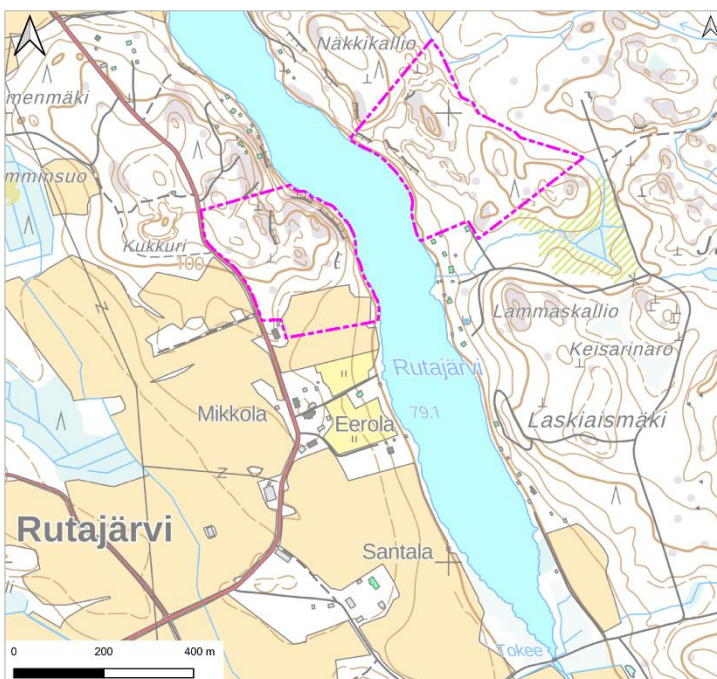 Näkkikallio
menmäki
mminsuo
Kukkuri
100
Lammaskallio
Keisarinaro
Rutajärvi
79.1
Mikkola
Eerola
Laskiaismäki
Rutajärvi
Santala
Tokee
0 200 400 m